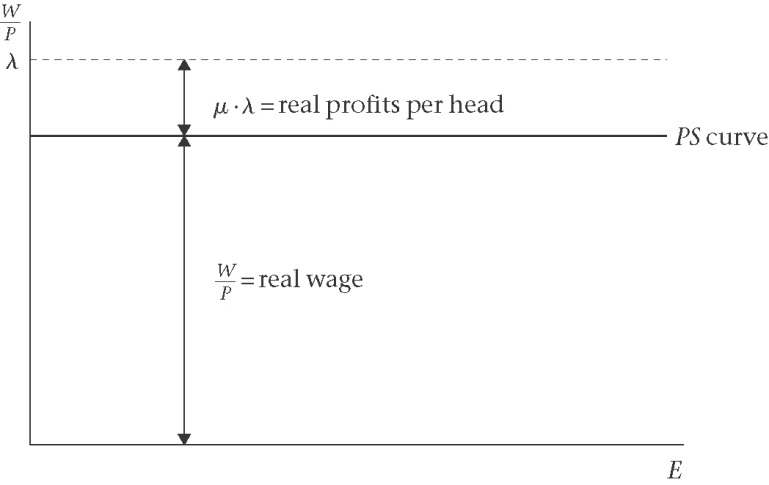 W/P
λ
μ · λ = real profits per head
PS curve
W/P = real wage
E